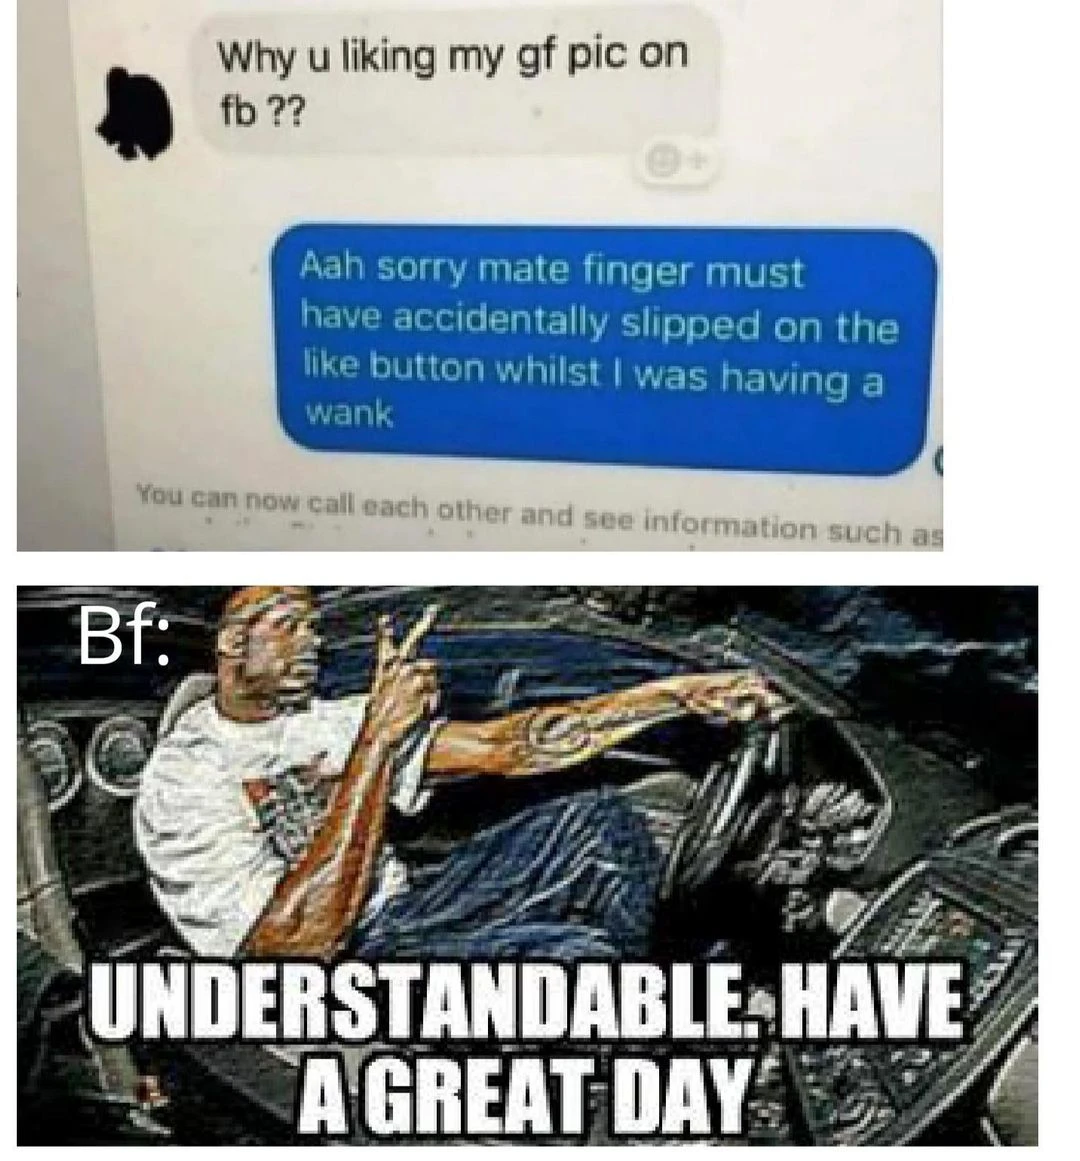 Why u liking my gf pic on
fb ??
Aah sorry mate finger must
have accidentally slipped on the
like button whilst I was having a
wank
You can now call each other and see information such as
Bf:
UNDERSTANDABLE, HAVE
A GREAT DAY